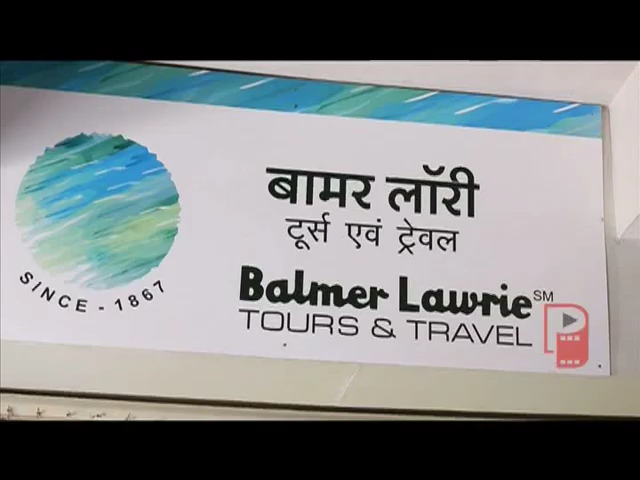 बामर लॉरी
टूर्स एवं ट्रेवल
Balmer Lawrie SM
TOURS & TRAVEL
SINCE - 1867